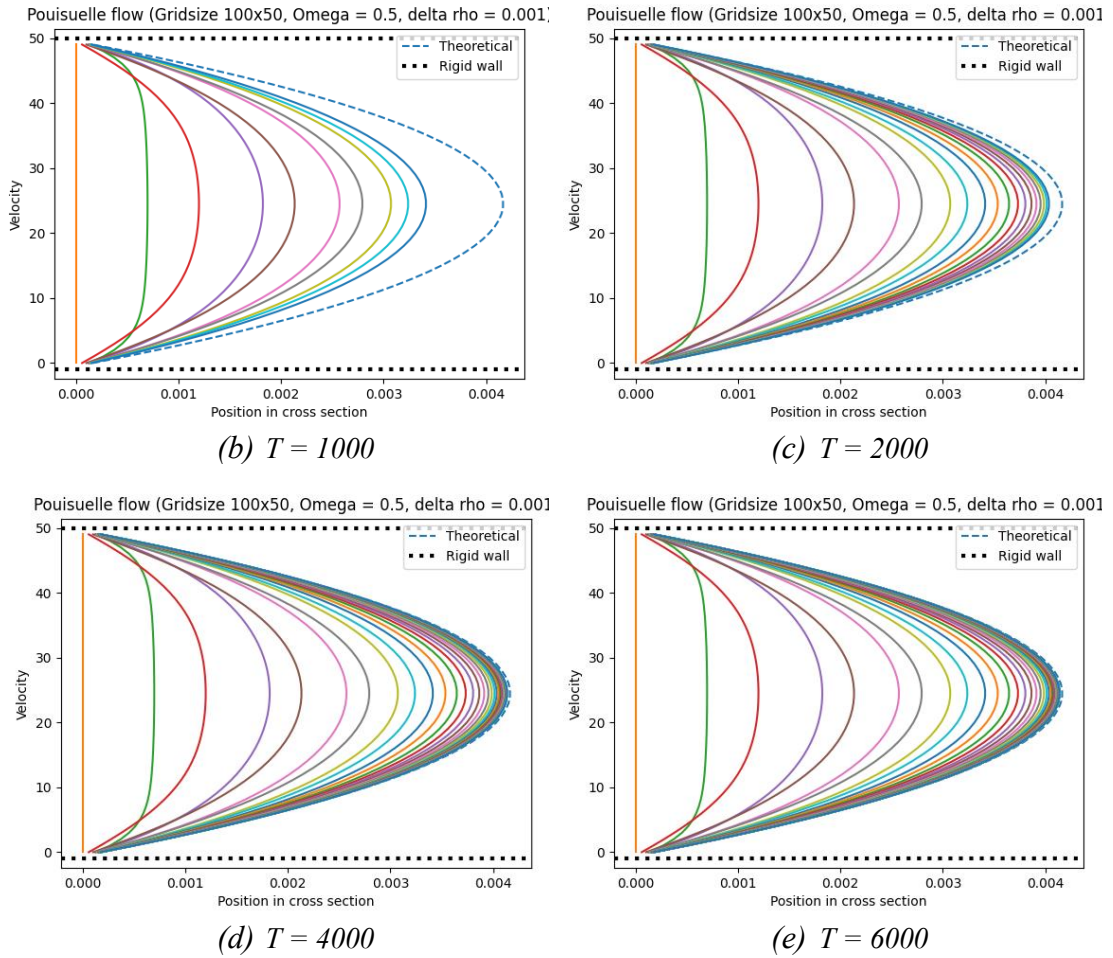 Pouisuelle flow (Gridsize 100x50, Omega = 0.5, delta rho = 0.001)
Theoretical
Rigid wall
Velocity
50
40
30
20
10
0
0.000 0.001 0.002 0.003 0.004
Position in cross section
(b) T = 1000
Pouisuelle flow (Gridsize 100x50, Omega = 0.5, delta rho = 0.001
Theoretical
Rigid wall
Velocity
50
40
30
20
10
0
0.000 0.001 0.002 0.003 0.004
Position in cross section
(c) T = 2000
Pouisuelle flow (Gridsize 100x50, Omega = 0.5, delta rho = 0.001
Theoretical
Rigid wall
Velocity
50
40
30
20
10
0
0.000 0.001 0.002 0.003 0.004
Position in cross section
(d) T = 4000
Pouisuelle flow (Gridsize 100x50, Omega = 0.5, delta rho = 0.001
Theoretical
Rigid wall
Velocity
50
40
30
20
10
0
0.000 0.001 0.002 0.003 0.004
Position in cross section
(e) T = 6000